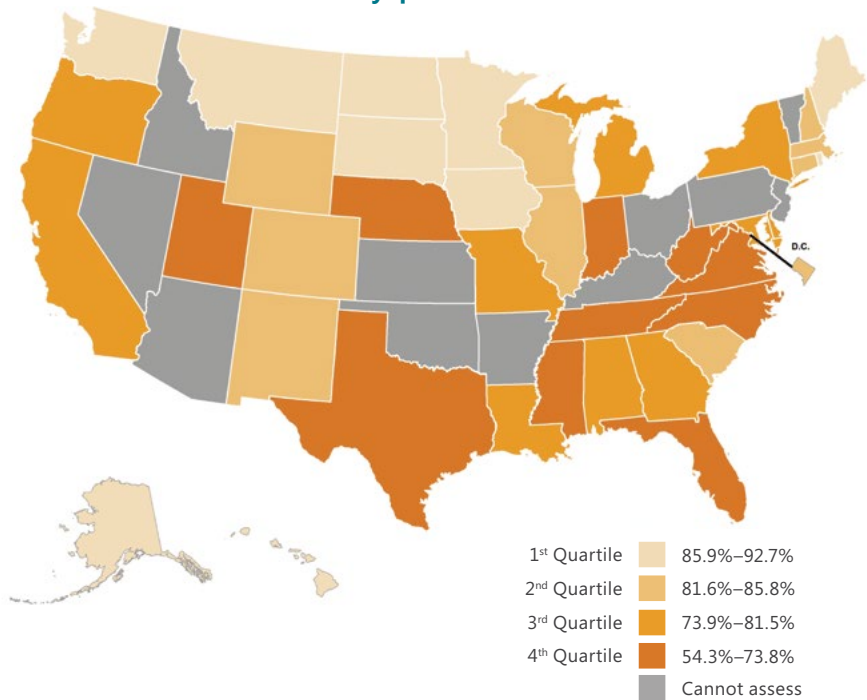 D.C.
1st Quartile 85.9%–92.7%
2nd Quartile 81.6%–85.8%
3rd Quartile 73.9%–81.5%
4th Quartile 54.3%–73.8%
Cannot assess